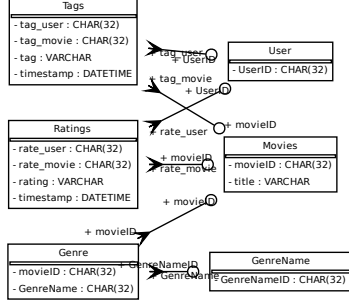 Tags
- tag_user : CHAR(32)
- tag_movie : CHAR(32)
- tag : VARCHAR
- timestamp : DATETIME
+ tag_user
+ UserID
User
- UserID : CHAR(32)
+ tag_movie
+ UserID
Ratings
- rate_user : CHAR(32)
- rate_movie : CHAR(32)
- rating : VARCHAR
- timestamp : DATETIME
+ rate_user
+ movieID
Movies
- movieID : CHAR(32)
- title : VARCHAR
+ movieID
+ rate_movie
+ movieID
+ movieID
Genre
- movieID : CHAR(32)
- GenreName : CHAR(32)
+ GenreNameID
+ GenreName
GenreName
- GenreNameID : CHAR(32)